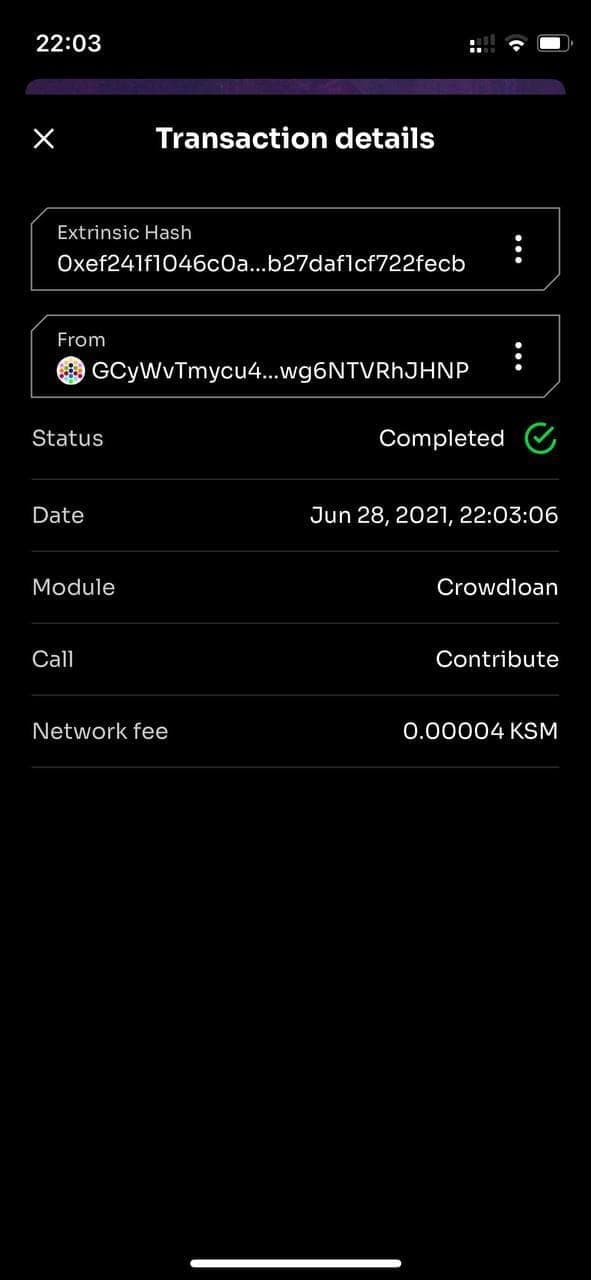 22:03
Transaction details
Extrinsic Hash
0xef241f1046c0a...b27daf1cf722fecb
From
GCyWvTmycu4...wg6NTVRhJHNP
Status Completed
Date Jun 28, 2021, 22:03:06
Module Crowdloan
Call Contribute
Network fee 0.00004 KSM